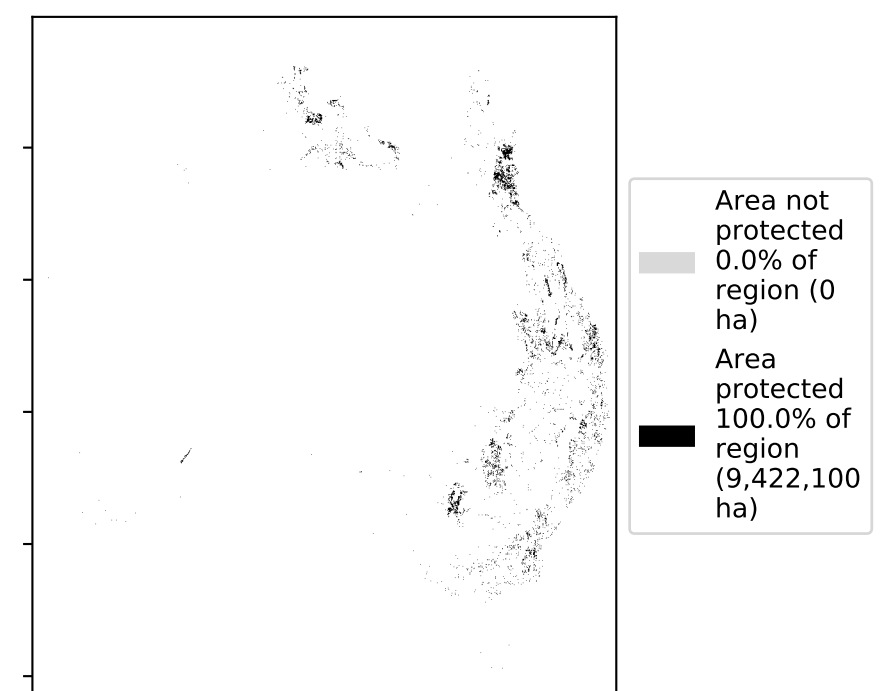 Area not
protected
0.0% of
region (0
ha)
Area
protected
100.0% of
region
(9,422,100
ha)